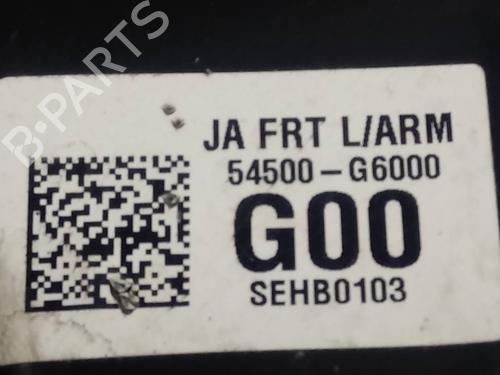 JA FRT L/ARM
54500-G6000
G00
SEHB0103
B-PARTS